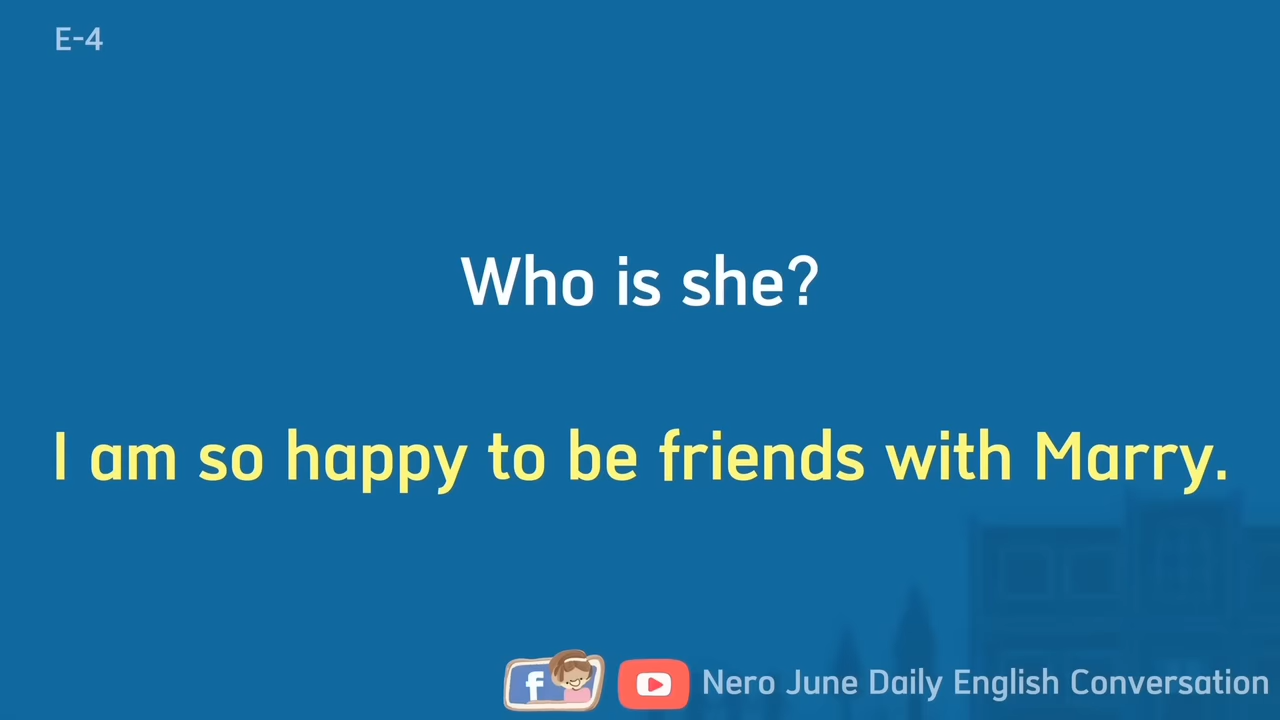 E-4
Who is she?
I am so happy to be friends with Marry.
f
Nero June Daily English Conversation